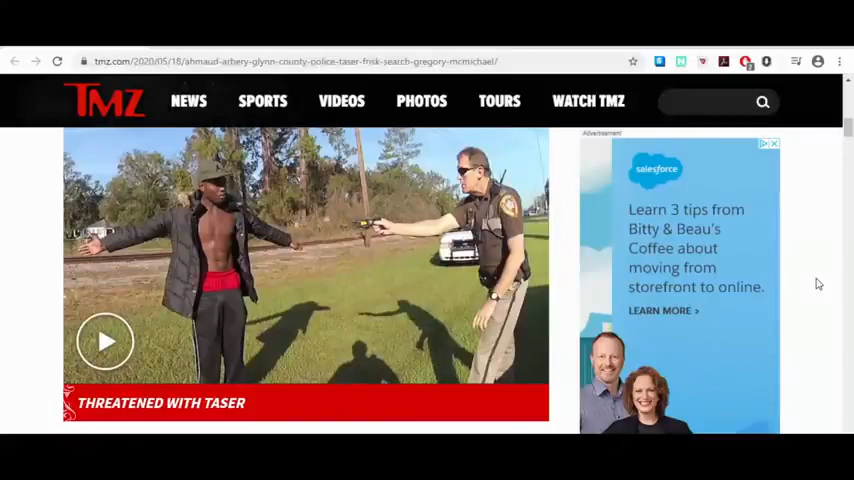 tmz.com/2020/05/18/ahmaud-arbery-glynn-county-police-taser-frisk-search-gregory-mcmichael/
TMZ
NEWS
SPORTS
VIDEOS
PHOTOS
TOURS
WATCH TMZ
Advertisement
salesforce
Learn 3 tips from
Bitty & Beau's
Coffee about
moving from
storefront to online.
LEARN MORE >
THREATENED WITH TASER